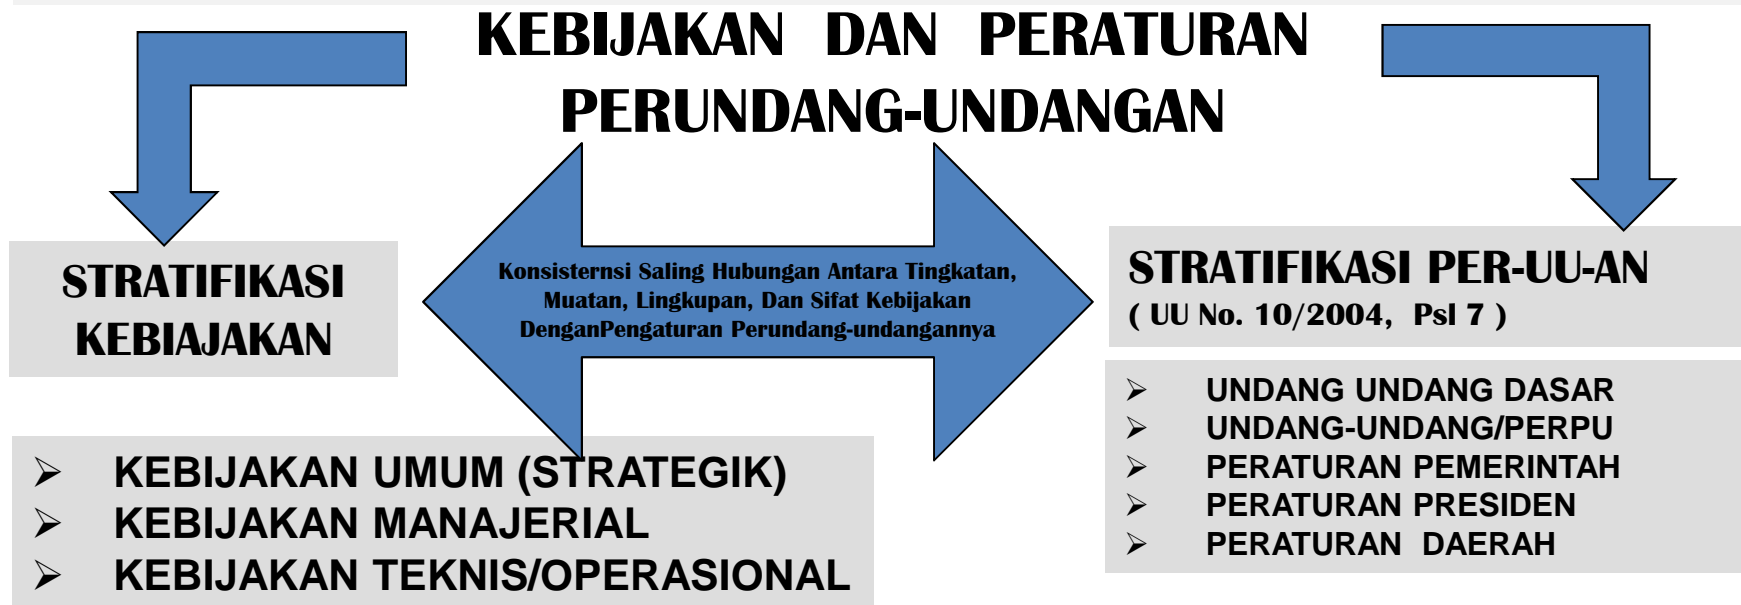 KEBIJAKAN DAN PERATURAN
PERUNDANG-UNDANGAN
STRATIFIKASI
KEBIAJAKAN
Konsisternsi Saling Hubungan Antara Tingkatan,
Muatan, Lingkupan, Dan Sifat Kebijakan
DenganPengaturan Perundang-undangannya
STRATIFIKASI PER-UU-AN
( UU No. 10/2004, Psl 7 )
➢ KEBIJAKAN UMUM (STRATEGIK)
➢ KEBIJAKAN MANAJERIAL
➢ KEBIJAKAN TEKNIS/OPERASIONAL
➢ UNDANG UNDANG DASAR
➢ UNDANG-UNDANG/PERPU
➢ PERATURAN PEMERINTAH
➢ PERATURAN PRESIDEN
➢ PERATURAN DAERAH